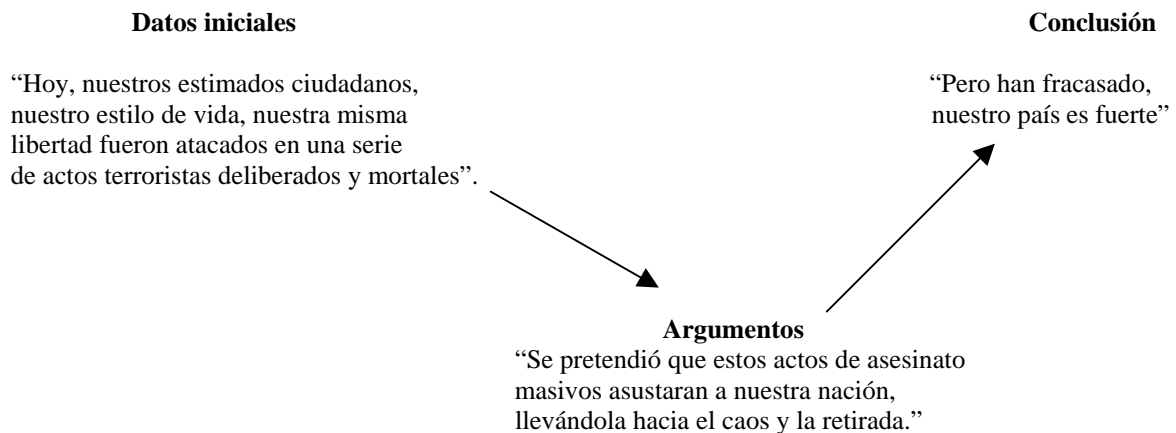 Datos iniciales
“Hoy, nuestros estimados ciudadanos,
nuestro estilo de vida, nuestra misma
libertad fueron atacados en una serie
de actos terroristas deliberados y mortales”.
Conclusión
“Pero han fracasado,
nuestro país es fuerte”
Argumentos
“Se pretendió que estos actos de asesinato
masivos asustaran a nuestra nación,
llevándola hacia el caos y la retirada.”